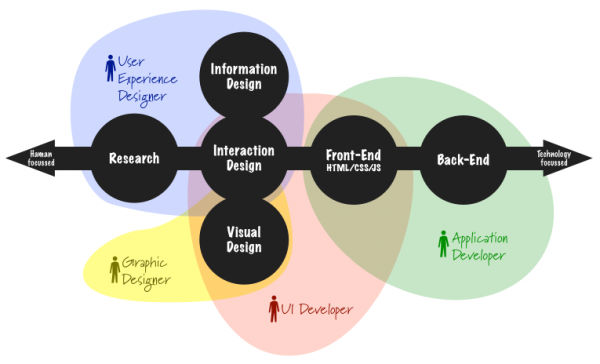 User
Experience
Designer
Information
Design
Human
focussed
Research
Interaction
Design
Front-End
HTML/CSS/JS
Back-End
Technology
focussed
Visual
Design
Graphic
Designer
Application
Developer
UI Developer